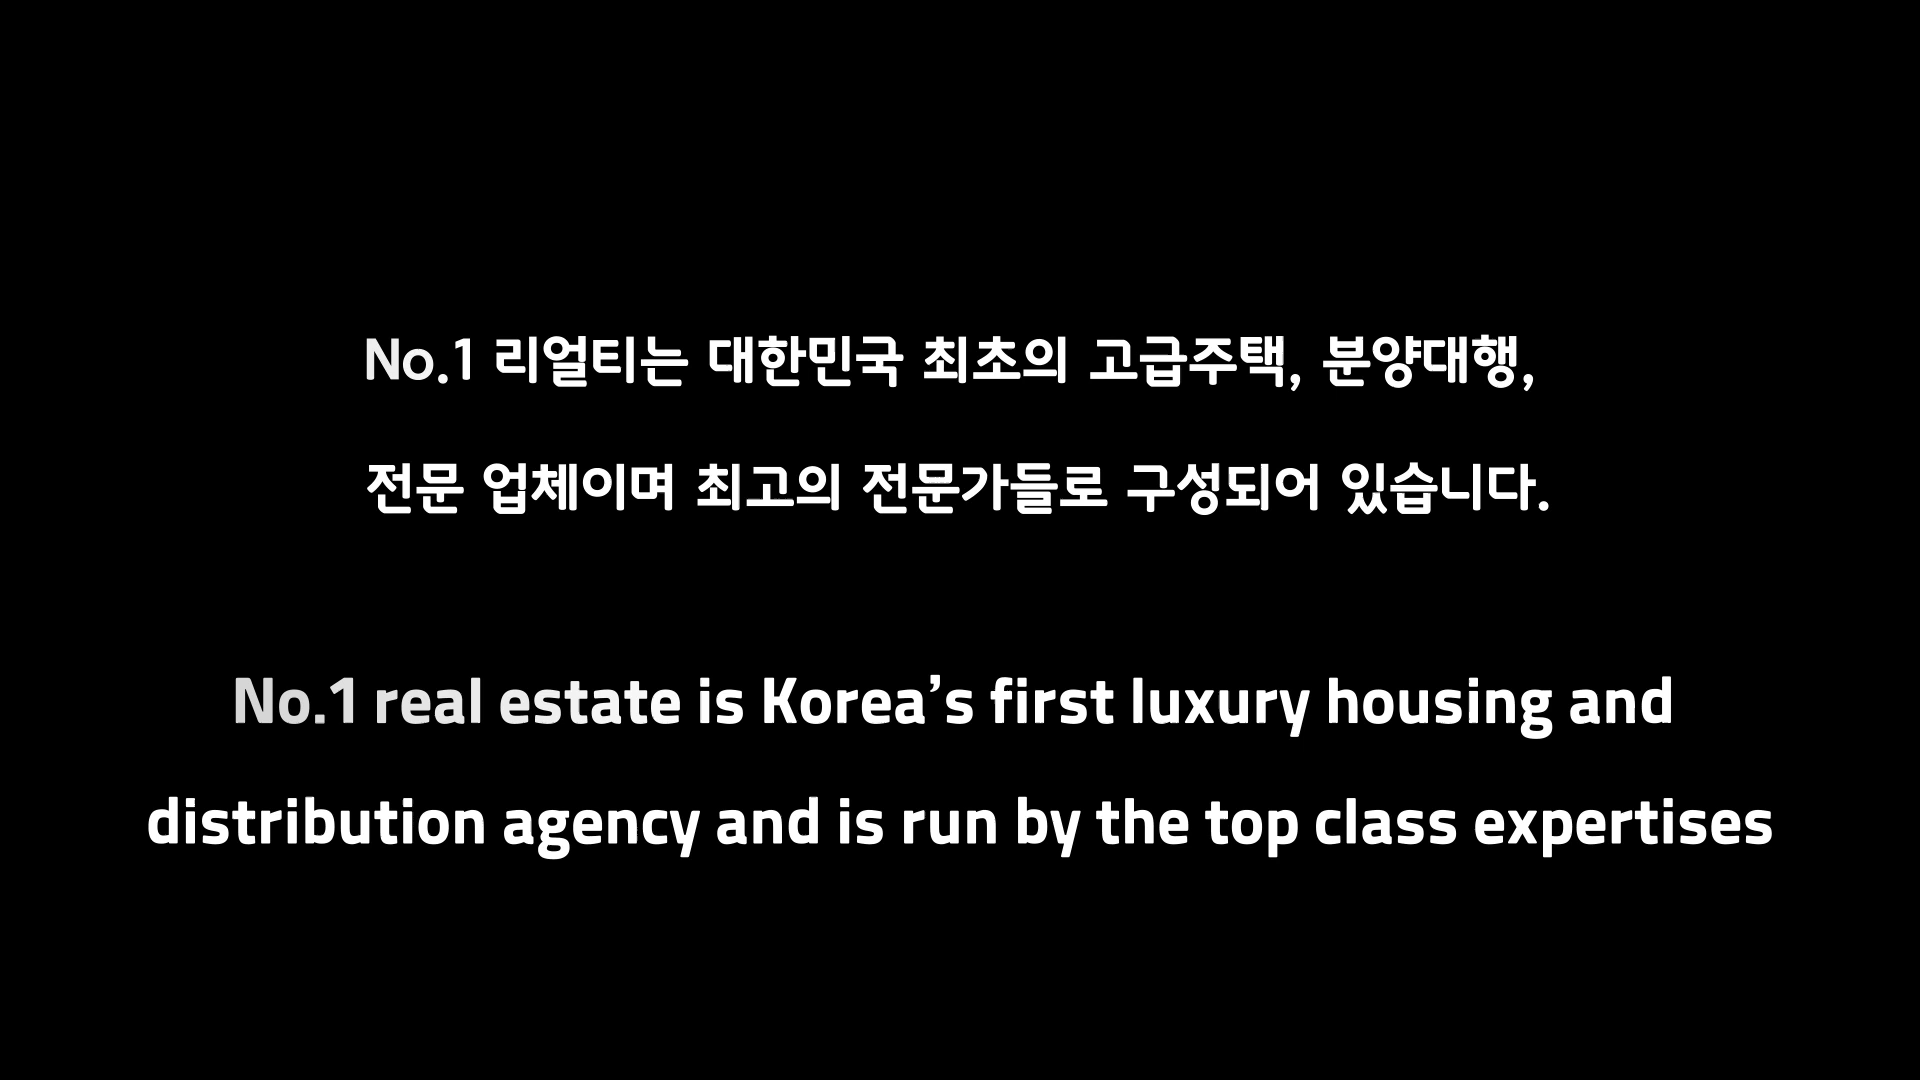 No.1 리얼티는 대한민국 최초의 고급주택, 분양대행,
전문 업체이며 최고의 전문가들로 구성되어 있습니다.
No.1 real estate is Korea’s first luxury housing and
distribution agency and is run by the top class expertises